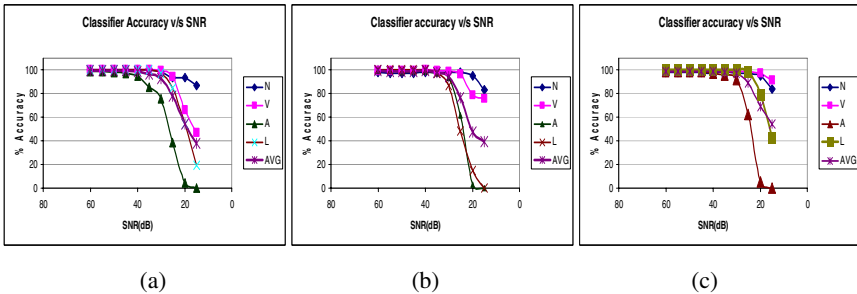 Classifier Accuracy v/s SNR
% Accuracy
100
80
60
40
20
0
80
60
40
20
0
SNR(dB)
N
V
A
L
AVG
(a)
Classifier accuracy v/s SNR
% Accuracy
100
80
60
40
20
0
80
60
40
20
0
SNR(dB)
N
V
A
L
AVG
(b)
Classifier accuracy v/s SNR
% Accuracy
100
80
60
40
20
0
80
60
40
20
0
SNR(dB)
N
V
A
L
AVG
(c)